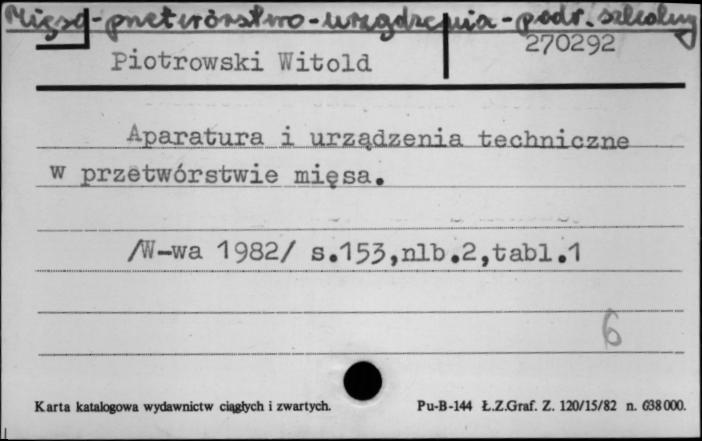 Mięso-przetwórstwo-urządzenia-podr. szkolny
270292
Piotrowski Witold
Aparatura i urządzenia techniczne
w przetwórstwie mięsa.
/W-wa 1982/ s.153,nlb.2,tabl.1
6
Karta katalogowa wydawnictw ciągłych i zwartych. Pu-B-144 Ł.Z.Graf. Z. 120/15/82 n. 638000.